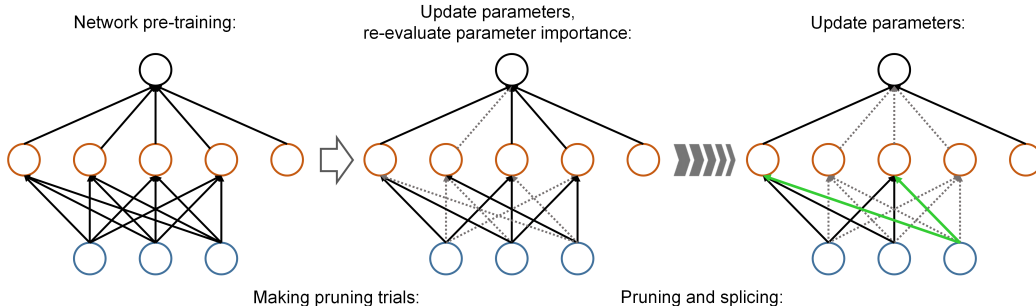 Network pre-training:
Update parameters,
re-evaluate parameter importance:
Update parameters:
Making pruning trials:
Pruning and splicing: